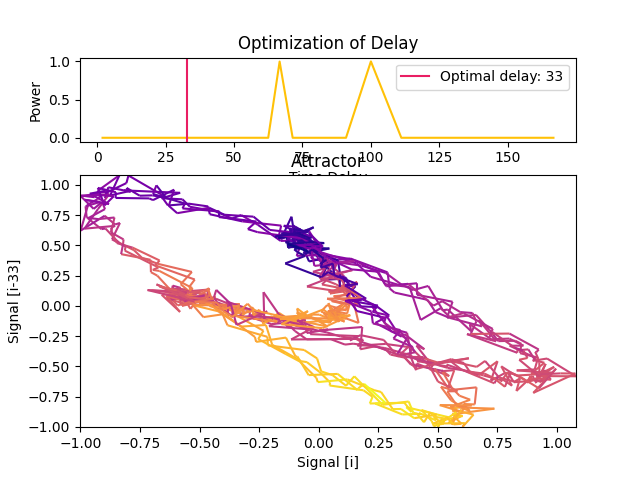 Optimization of Delay
Power
1.0
0.5
0.0
Optimal delay: 33
0 25 50 75 100 125 150
Time Delay
Attractor
Signal [i-33]
1.00
0.75
0.50
0.25
0.00
−0.25
−0.50
−0.75
−1.00
−1.00 −0.75 −0.50 −0.25 0.00 0.25 0.50 0.75 1.00
Signal [i]